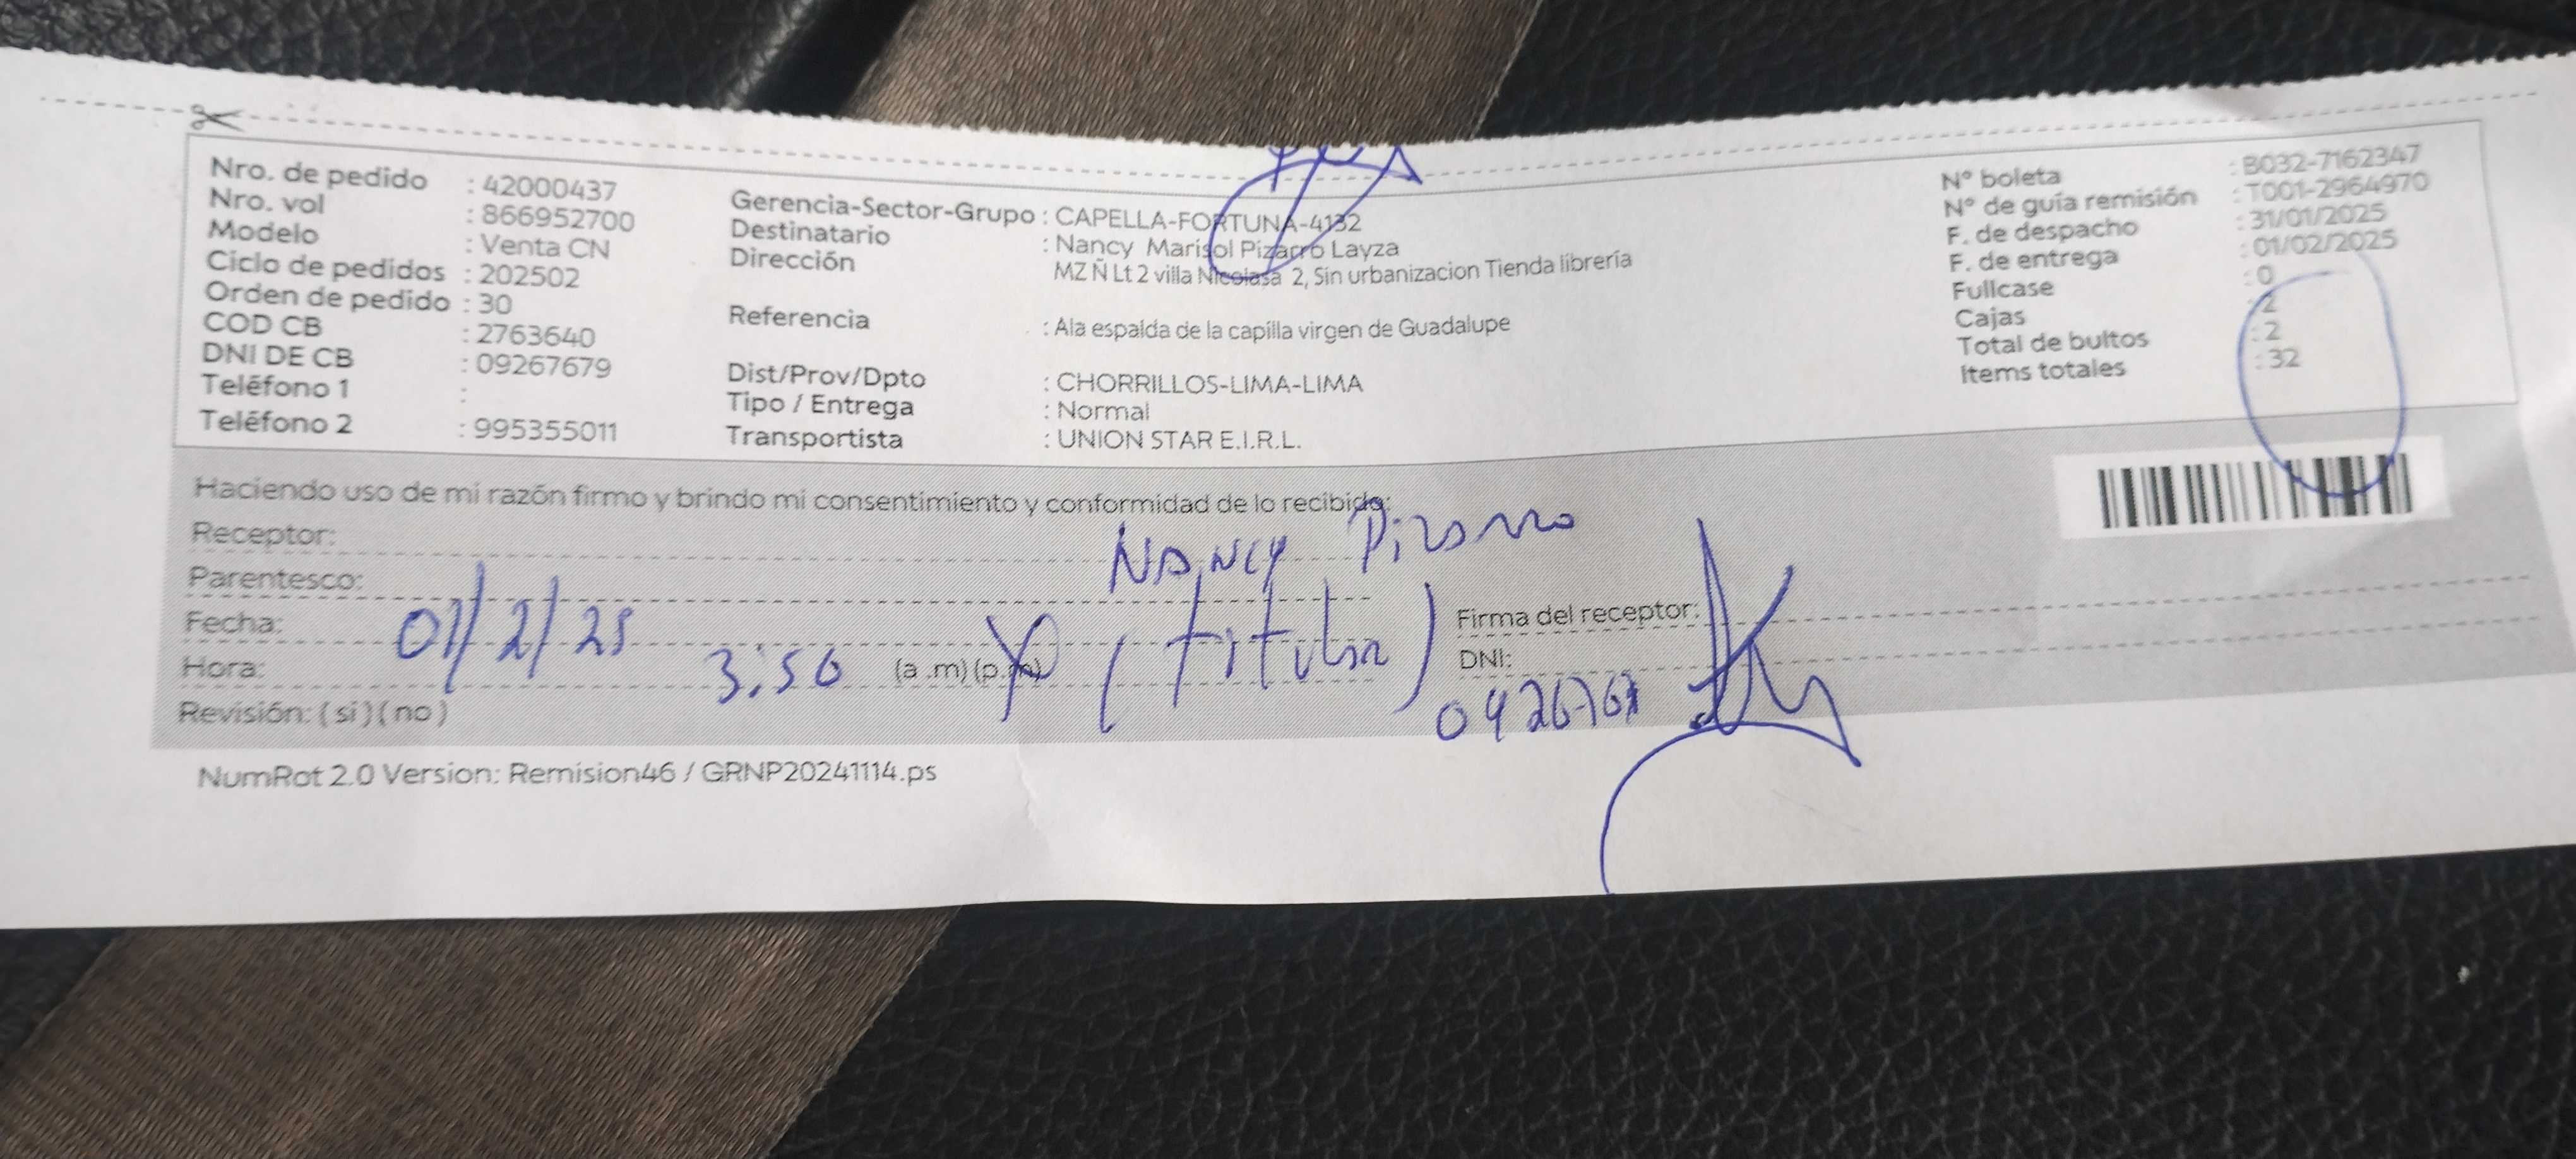 Nro. de pedido : 42000437
Nro. vol : 866952700
Modelo : Venta CN
Ciclo de pedidos : 202502
Orden de pedido : 30
COD CB : 2763640
DNI DE CB : 09267679
Teléfono 1 :
Teléfono 2 : 995355011
Gerencia-Sector-Grupo : CAPELLA-FORTUNA-4132
Destinatario : Nancy Marisol Pizarro Layza
Dirección MZ Ñ Lt 2 villa Nicolasa 2, Sin urbanizacion Tienda librería
Referencia : Ala espalda de la capilla virgen de Guadalupe
Dist/Prov/Dpto : CHORRILLOS-LIMA-LIMA
Tipo / Entrega : Normal
Transportista : UNION STAR E.I.R.L.
N° boleta : B032-7162347
N° de guía remisión : T001-2964970
F. de despacho : 31/01/2025
F. de entrega : 01/02/2025
Fullcase : 0
Cajas : 2
Total de bultos : 2
Items totales : 32
Haciendo uso de mi razón firmo y brindo mi consentimiento y conformidad de lo recibido:
Receptor: Nancy Pizarro
Parentesco: (titular)
Fecha: 01/2/25
Hora: 3:50 (a .m) (p.m)
Revisión: ( si ) ( no )
Firma del receptor:
DNI:
NumRot 2.0 Version: Remision46 / GRNP20241114.ps